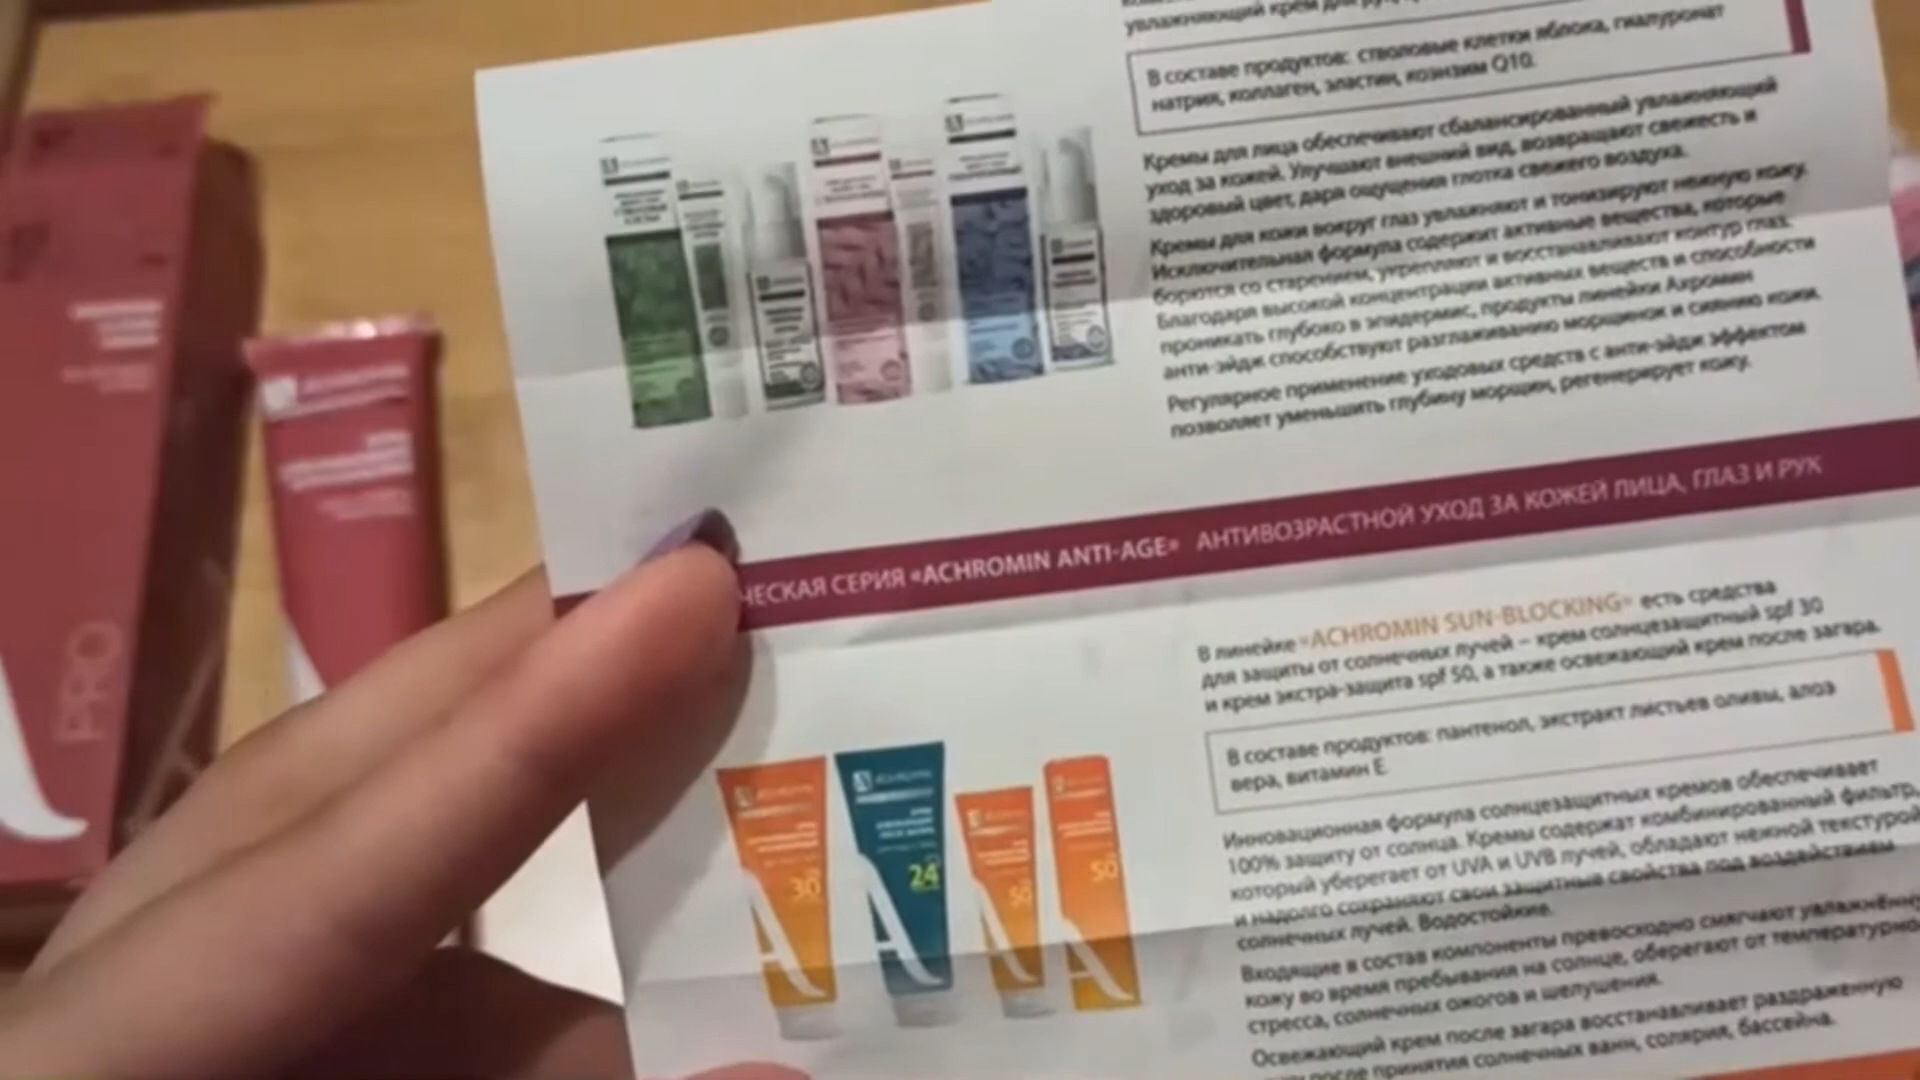 увлажняющий крем для рук
В составе продуктов: стволовые клетки яблока, гиалуронат
натрия, коллаген, эластин, коэнзим Q10.
Кремы для лица обеспечивают сбалансированный увлажняющий
уход за кожей. Улучшают внешний вид, возвращают свежесть и
здоровый цвет, даря ощущения глотка свежего воздуха.
Кремы для кожи вокруг глаз увлажняют и тонизируют нежную кожу.
Исключительная формула содержит активные вещества, которые
борются со старением, укрепляют и восстанавливают контур глаз.
Благодаря высокой концентрации активных веществ и способности
проникать глубоко в эпидермис, продукты линейки Ахромин
анти-эйдж способствуют разглаживанию морщинок и сиянию кожи.
Регулярное применение уходовых средств с анти-эйдж эффектом
позволяет уменьшить глубину морщин, регенерирует кожу.
ЧЕСКАЯ СЕРИЯ «ACHROMIN ANTI-AGE» АНТИВОЗРАСТНОЙ УХОД ЗА КОЖЕЙ ЛИЦА, ГЛАЗ И РУК
В линейке «ACHROMIN SUN-BLOCKING» есть средства
для защиты от солнечных лучей – крем солнцезащитный spf 30
и крем экстра-защита spf 50, а также освежающий крем после загара.
В составе продуктов: пантенол, экстракт листьев оливы, алоэ
вера, витамин Е.
Инновационная формула солнцезащитных кремов обеспечивает
100% защиту от солнца. Кремы содержат комбинированный фильтр,
который уберегает от UVA и UVB лучей, обладают нежной текстурой
и надолго сохраняют свои защитные свойства под воздействием
солнечных лучей. Водостойкие.
Входящие в состав компоненты превосходно смягчают увлажнённую
кожу во время пребывания на солнце, оберегают от температурно
стресса, солнечных ожогов и шелушения.
Освежающий крем после загара восстанавливает раздраженную
после принятия солнечных ванн, солярия, бассейна.
30
24
50
50
ACHROMIN
PRO